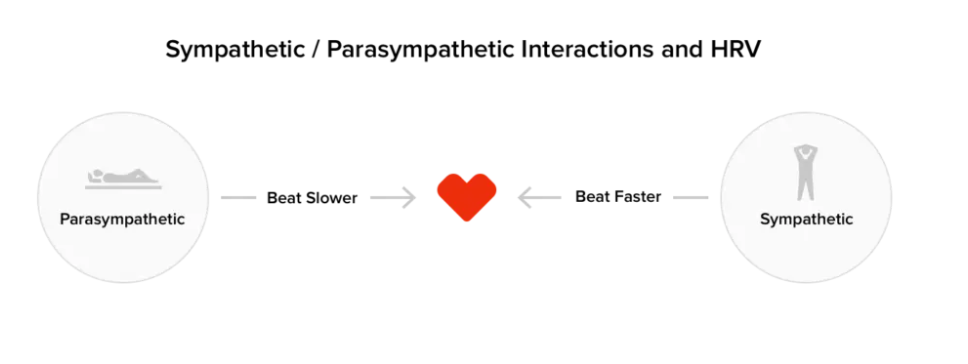 Sympathetic / Parasympathetic Interactions and HRV
Beat Slower
Beat Faster
Parasympathetic
Sympathetic